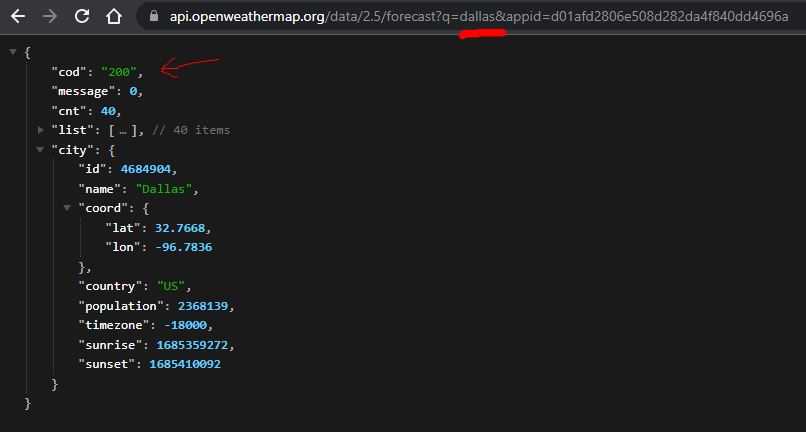 api.openweathermap.org/data/2.5/forecast?q=dallas&appid=d01afd2806e508d282da4f840dd4696a
{
"cod": "200",
"message": 0,
"cnt": 40,
"list": [ … ], // 40 items
"city": {
"id": 4684904,
"name": "Dallas",
"coord": {
"lat": 32.7668,
"lon": -96.7836
},
"country": "US",
"population": 2368139,
"timezone": -18000,
"sunrise": 1685359272,
"sunset": 1685410092
}
}